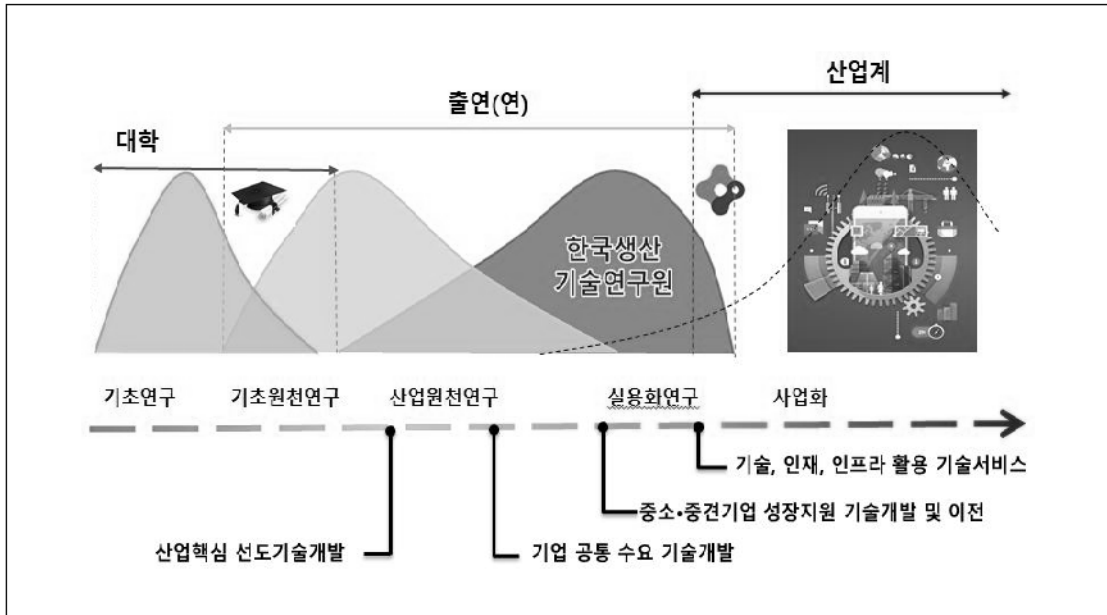 산업계
출연(연)
대학
한국생산
기술연구원
기초연구
기초원천연구
산업원천연구
실용화연구
사업화
기술, 인재, 인프라 활용 기술서비스
중소•중견기업 성장지원 기술개발 및 이전
산업핵심 선도기술개발
기업 공통 수요 기술개발